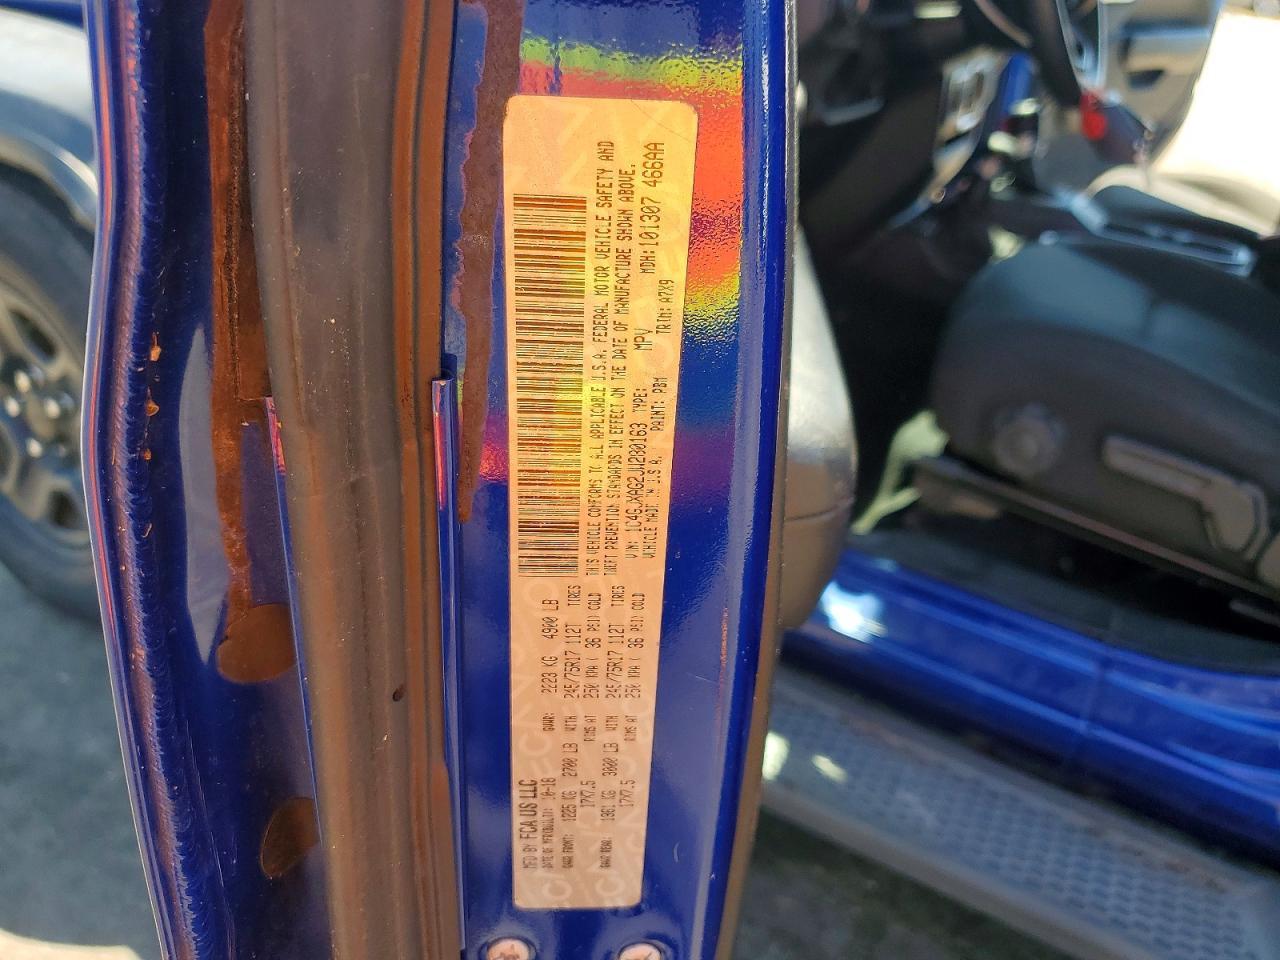 MFD BY FCA US LLC
DATE OF MFR 10-18 GVWR: 2223 KG 4900 LB
GAWR FRONT: 1225 KG 2700 LB WITH 245/75R17 112T TIRES
17X7.5 RIMS AT 250 KPA ( 36 PSI) COLD
GAWR REAR: 1361 KG 3000 LB WITH 245/75R17 112T TIRES
17X7.5 RIMS AT 250 KPA ( 36 PSI) COLD
THIS VEHICLE CONFORMS TO ALL APPLICABLE U.S.A. FEDERAL MOTOR VEHICLE SAFETY AND
THEFT PREVENTION STANDARDS IN EFFECT ON THE DATE OF MANUFACTURE SHOWN ABOVE.
VIN: TYPE: MPV MDH: 101307 466AA
VEHICLE MADE IN U.S.A. PAINT: PBM TRIM: A7X9